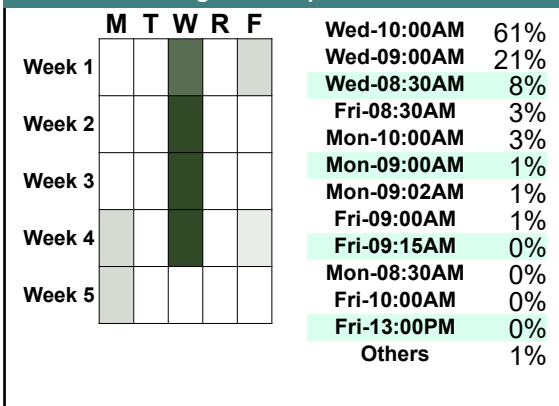 M T W R F
Week 1
Week 2
Week 3
Week 4
Week 5
Wed-10:00AM 61%
Wed-09:00AM 21%
Wed-08:30AM 8%
Fri-08:30AM 3%
Mon-10:00AM 3%
Mon-09:00AM 1%
Mon-09:02AM 1%
Fri-09:00AM 1%
Fri-09:15AM 0%
Mon-08:30AM 0%
Fri-10:00AM 0%
Fri-13:00PM 0%
Others 1%